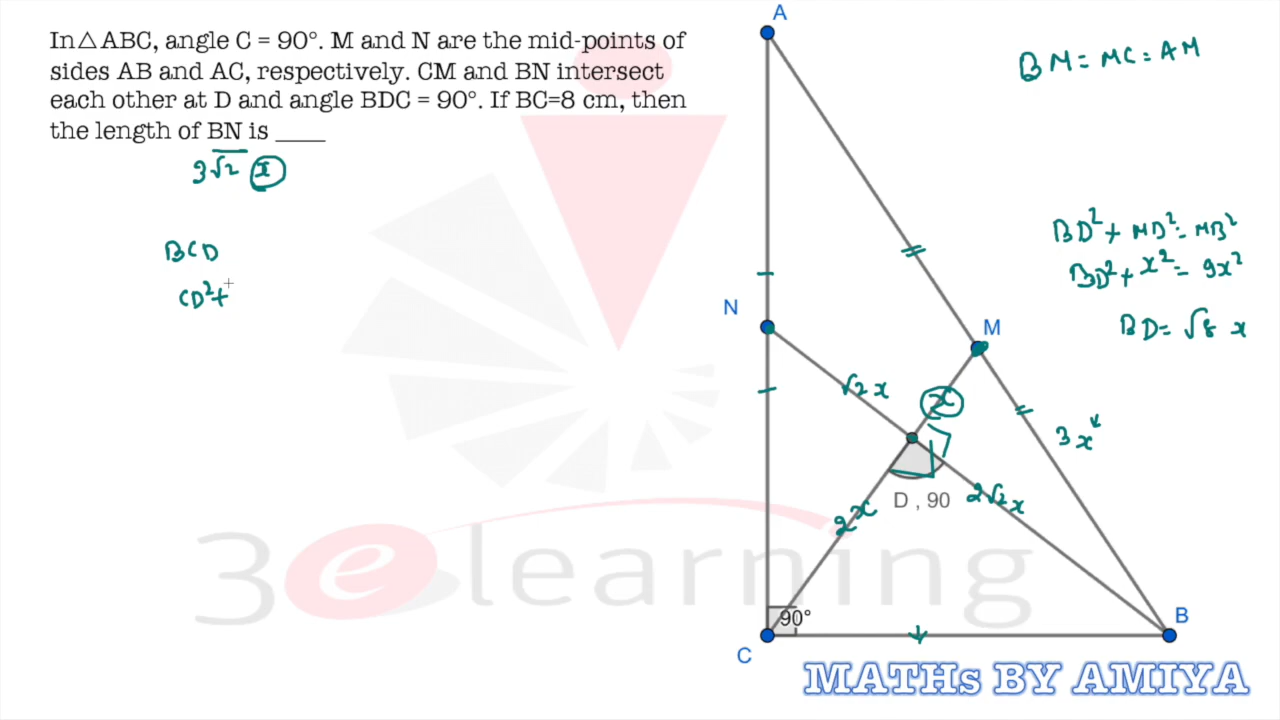 In△ABC, angle C = 90°. M and N are the mid-points of
sides AB and AC, respectively. CM and BN intersect
each other at D and angle BDC = 90°. If BC=8 cm, then
the length of BN is ____
3√2 x
BCD
CD²+
A
BM = MC = AM
BD² + MD² = MB²
BD² + x² = 9x²
BD = √8 x
N
M
√2 x
x
3x
D , 90
2x
2√2 x
90°
B
C
3elearning
MATHs BY AMIYA